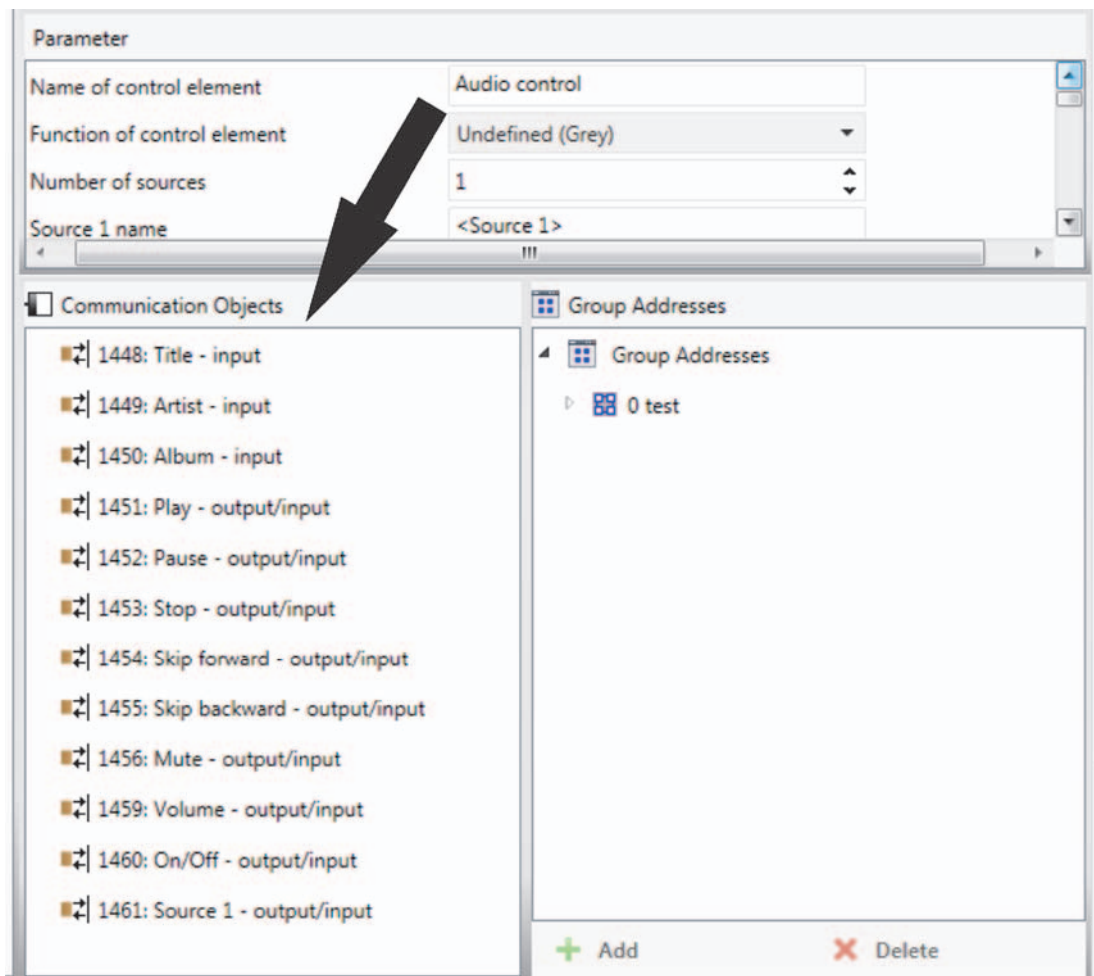 Parameter
Name of control element Audio control
Function of control element Undefined (Grey)
Number of sources 1
Source 1 name <Source 1>
Communication Objects
1448: Title - input
1449: Artist - input
1450: Album - input
1451: Play - output/input
1452: Pause - output/input
1453: Stop - output/input
1454: Skip forward - output/input
1455: Skip backward - output/input
1456: Mute - output/input
1459: Volume - output/input
1460: On/Off - output/input
1461: Source 1 - output/input
Group Addresses
Group Addresses
0 test
Add Delete